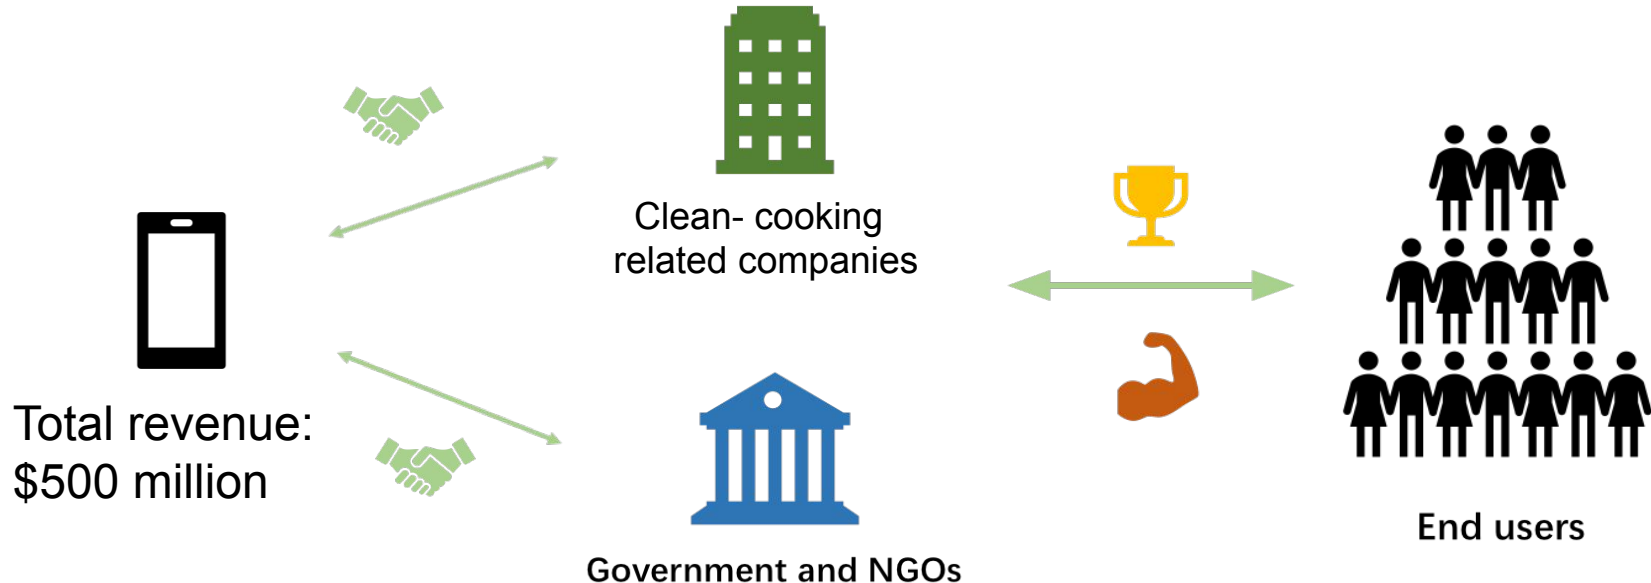 Clean- cooking
related companies
Total revenue:
$500 million
Government and NGOs
End users